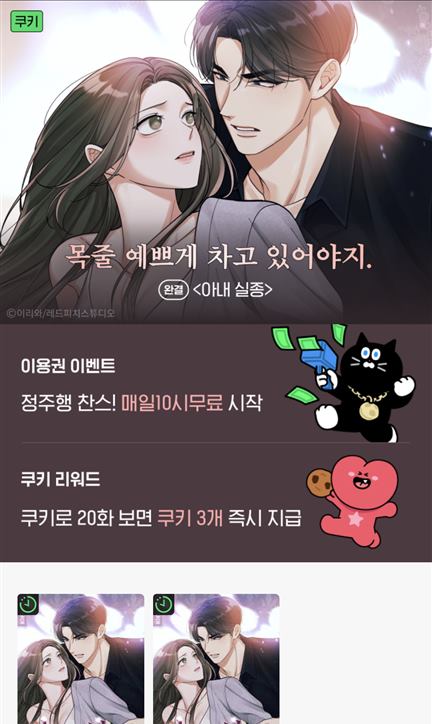 쿠키
목줄 예쁘게 차고 있어야지.
완결 <아내 실종>
©이리와/레드피치스튜디오
이용권 이벤트
정주행 찬스! 매일10시무료 시작
쿠키 리워드
쿠키로 20화 보면 쿠키 3개 즉시 지급